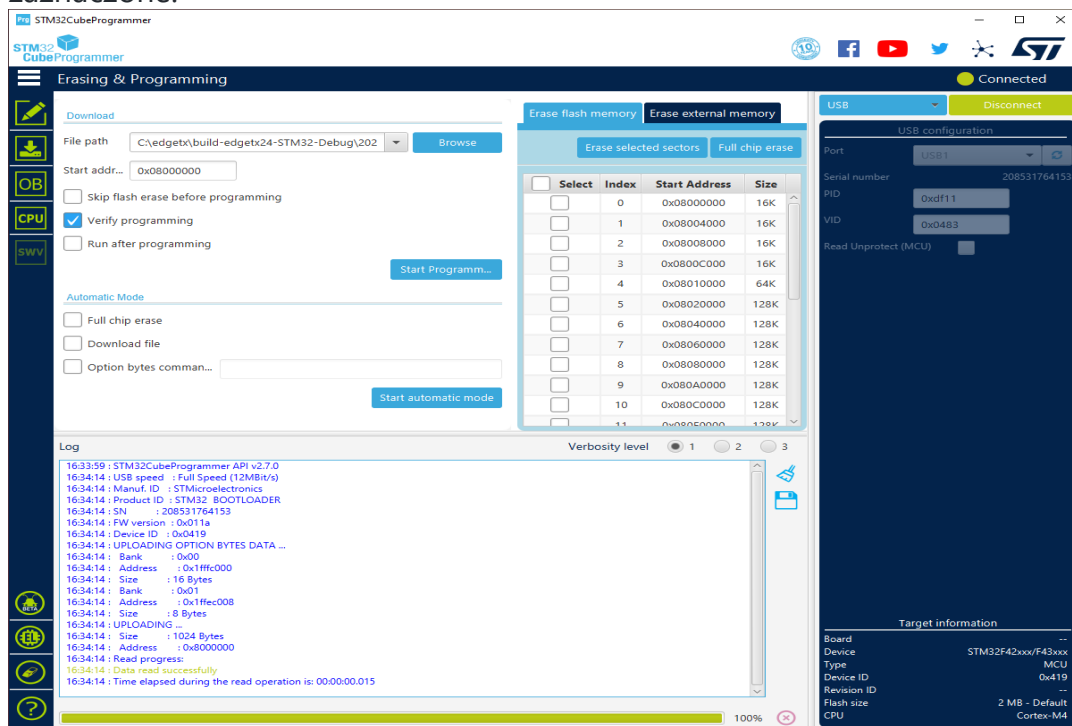 zaznaczone.
Prg STM32CubeProgrammer
STM32
CubeProgrammer
10
Erasing & Programming
Connected
Download
File path C:\edgetx\build-edgetx24-STM32-Debug\202 Browse
Start addr... 0x08000000
Skip flash erase before programming
Verify programming
Run after programming
Start Programm...
Automatic Mode
Full chip erase
Download file
Option bytes comman...
Start automatic mode
OB
CPU
SWV
BETA
Erase flash memory Erase external memory
Erase selected sectors Full chip erase
Select Index Start Address Size
0 0x08000000 16K
1 0x08004000 16K
2 0x08008000 16K
3 0x0800C000 16K
4 0x08010000 64K
5 0x08020000 128K
6 0x08040000 128K
7 0x08060000 128K
8 0x08080000 128K
9 0x080A0000 128K
10 0x080C0000 128K
11 0x080E0000 128K
USB Disconnect
USB configuration
Port USB1
Serial number 208531764153
PID 0xdf11
VID 0x0483
Read Unprotect (MCU)
Log Verbosity level 1 2 3
16:33:59 : STM32CubeProgrammer API v2.7.0
16:34:14 : USB speed : Full Speed (12MBit/s)
16:34:14 : Manuf. ID : STMicroelectronics
16:34:14 : Product ID : STM32 BOOTLOADER
16:34:14 : SN : 208531764153
16:34:14 : FW version : 0x011a
16:34:14 : Device ID : 0x0419
16:34:14 : UPLOADING OPTION BYTES DATA ...
16:34:14 : Bank : 0x00
16:34:14 : Address : 0x1fffc000
16:34:14 : Size : 16 Bytes
16:34:14 : Bank : 0x01
16:34:14 : Address : 0x1ffec008
16:34:14 : Size : 8 Bytes
16:34:14 : UPLOADING ...
16:34:14 : Size : 1024 Bytes
16:34:14 : Address : 0x8000000
16:34:14 : Read progress:
16:34:14 : Data read successfully
16:34:14 : Time elapsed during the read operation is: 00:00:00.015
100%
Target information
Board --
Device STM32F42xxx/F43xxx
Type MCU
Device ID 0x419
Revision ID --
Flash size 2 MB - Default
CPU Cortex-M4